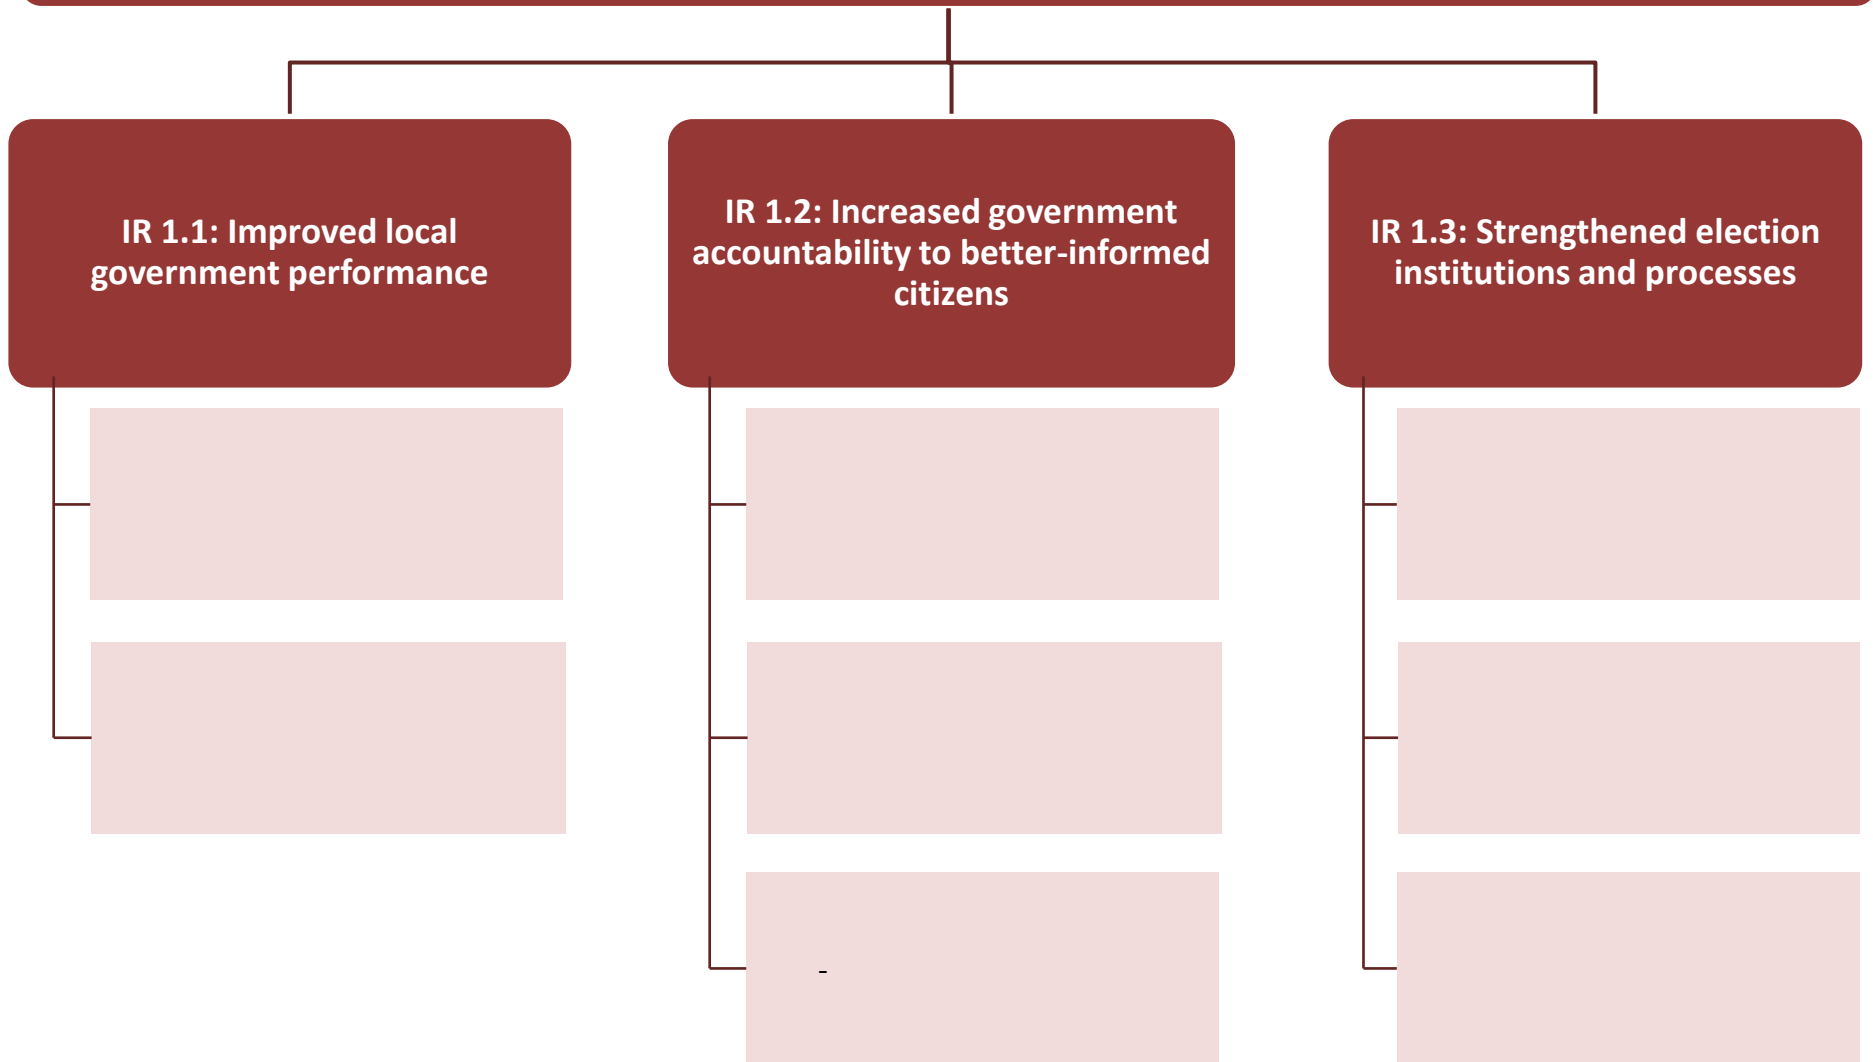 IR 1.1: Improved local
government performance
IR 1.2: Increased government
accountability to better-informed
citizens
IR 1.3: Strengthened election
institutions and processes
-